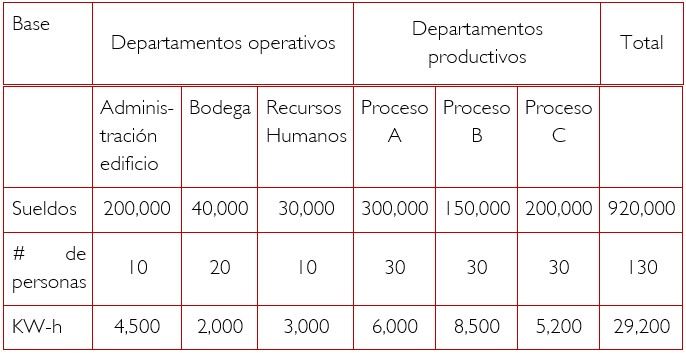 Base Departamentos operativos Departamentos productivos Total
Adminis-tración edificio Bodega Recursos Humanos Proceso A Proceso B Proceso C
Sueldos 200,000 40,000 30,000 300,000 150,000 200,000 920,000
# de personas 10 20 10 30 30 30 130
KW-h 4,500 2,000 3,000 6,000 8,500 5,200 29,200